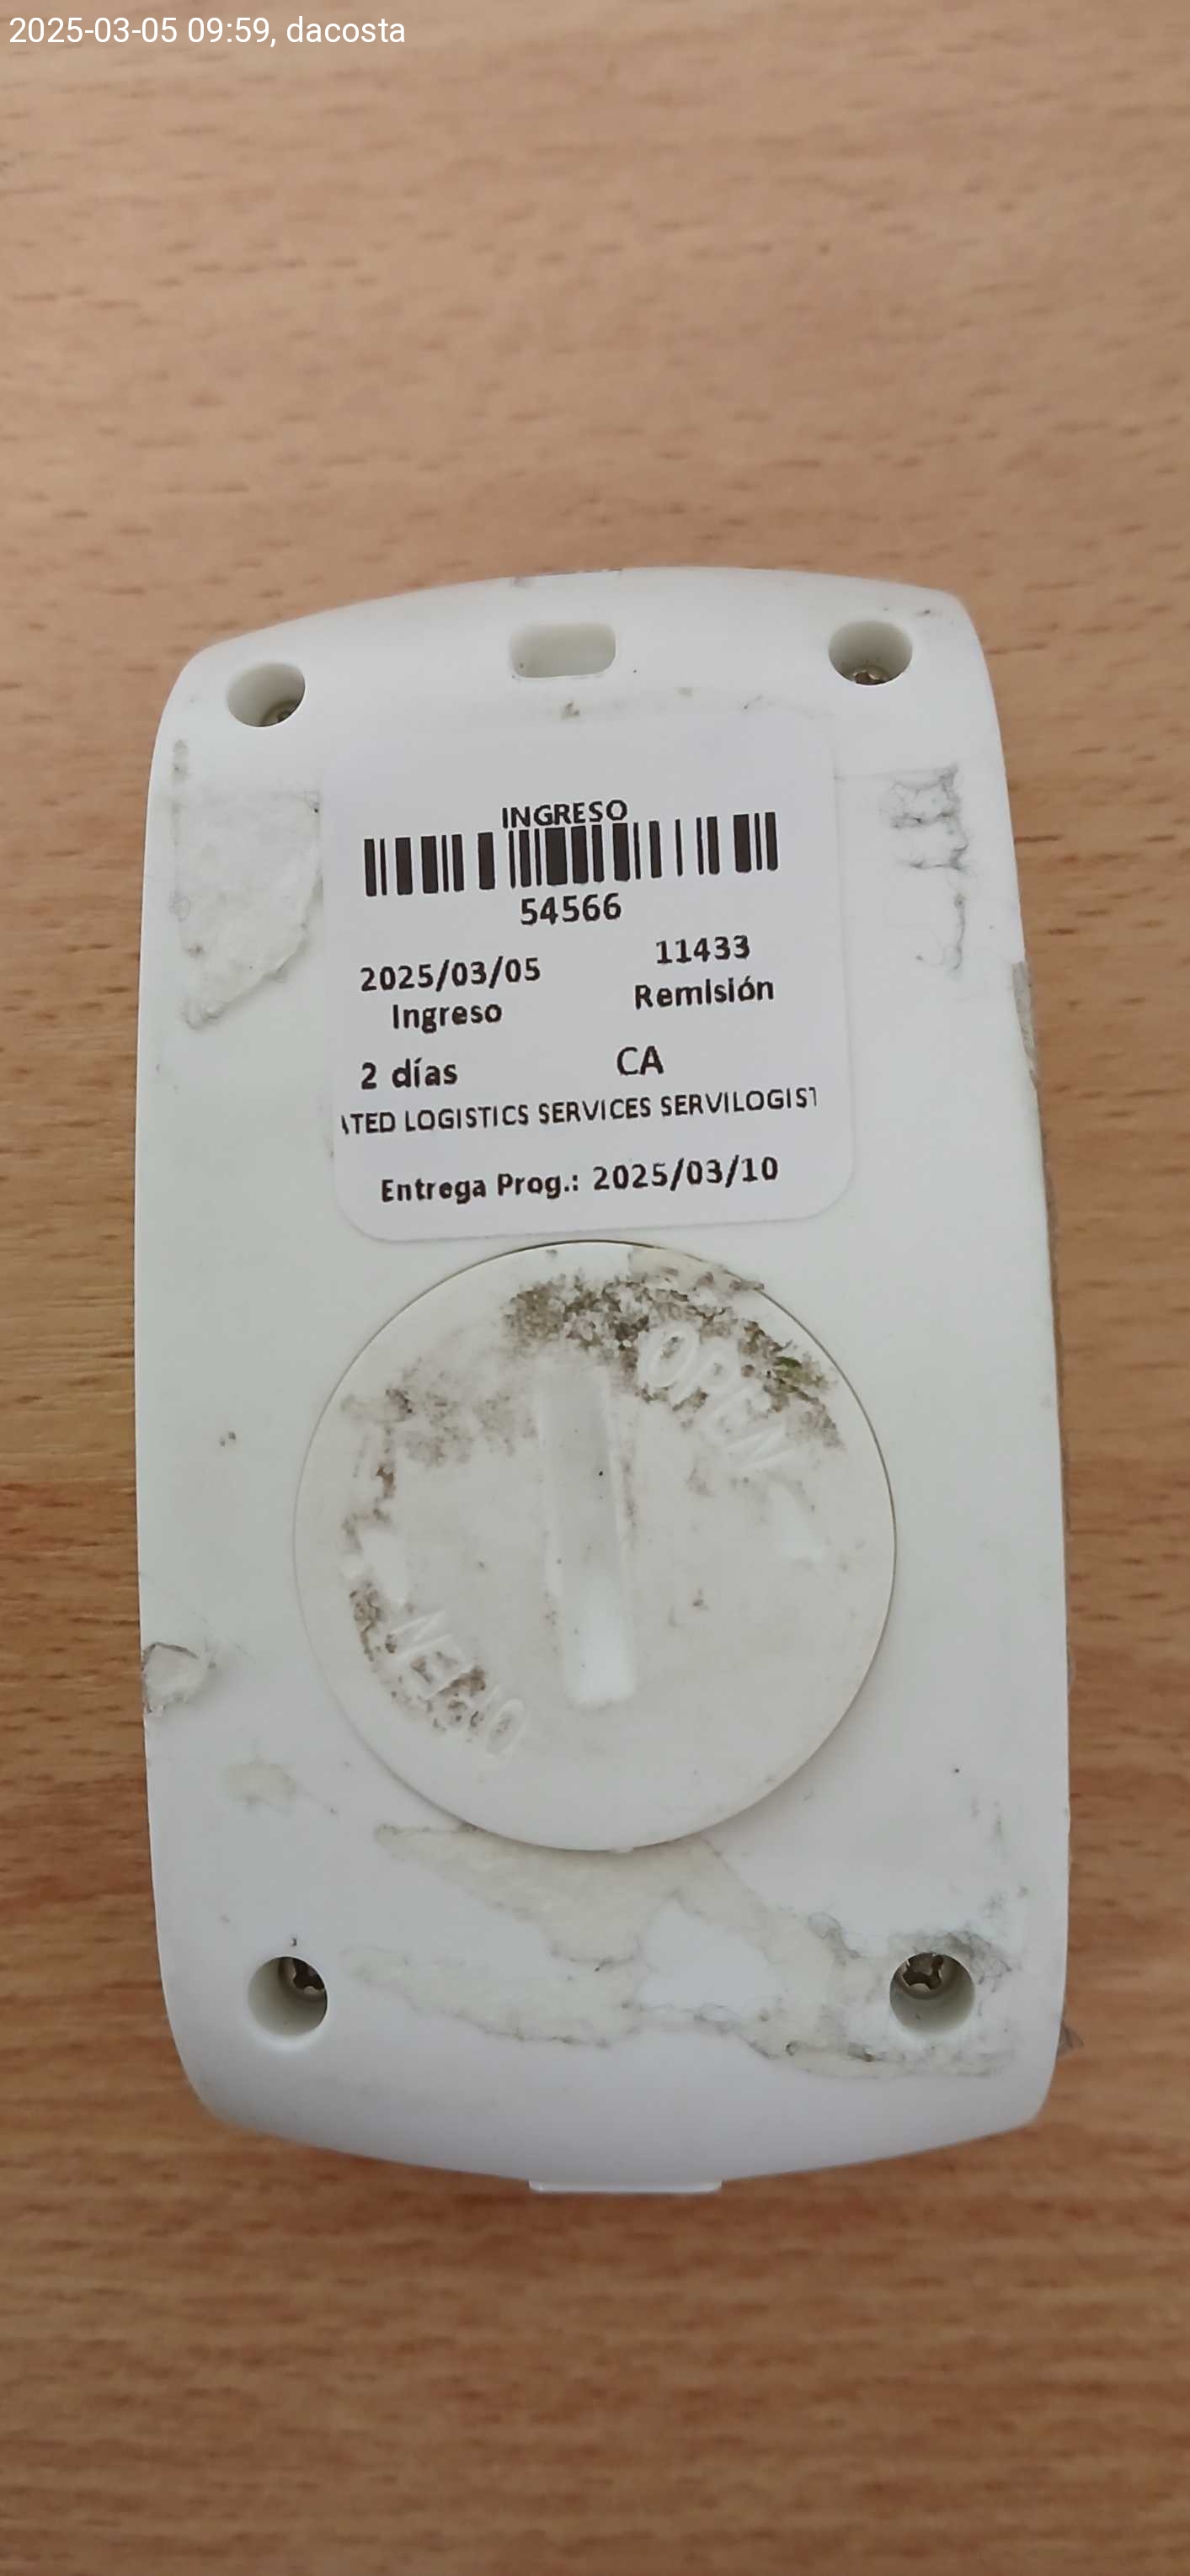 2025-03-05 09:59, dacosta
INGRESO
54566
2025/03/05 11433
Ingreso Remisión
2 días CA
ATED LOGISTICS SERVICES SERVILOGIST
Entrega Prog.: 2025/03/10
OPEN
OPEN